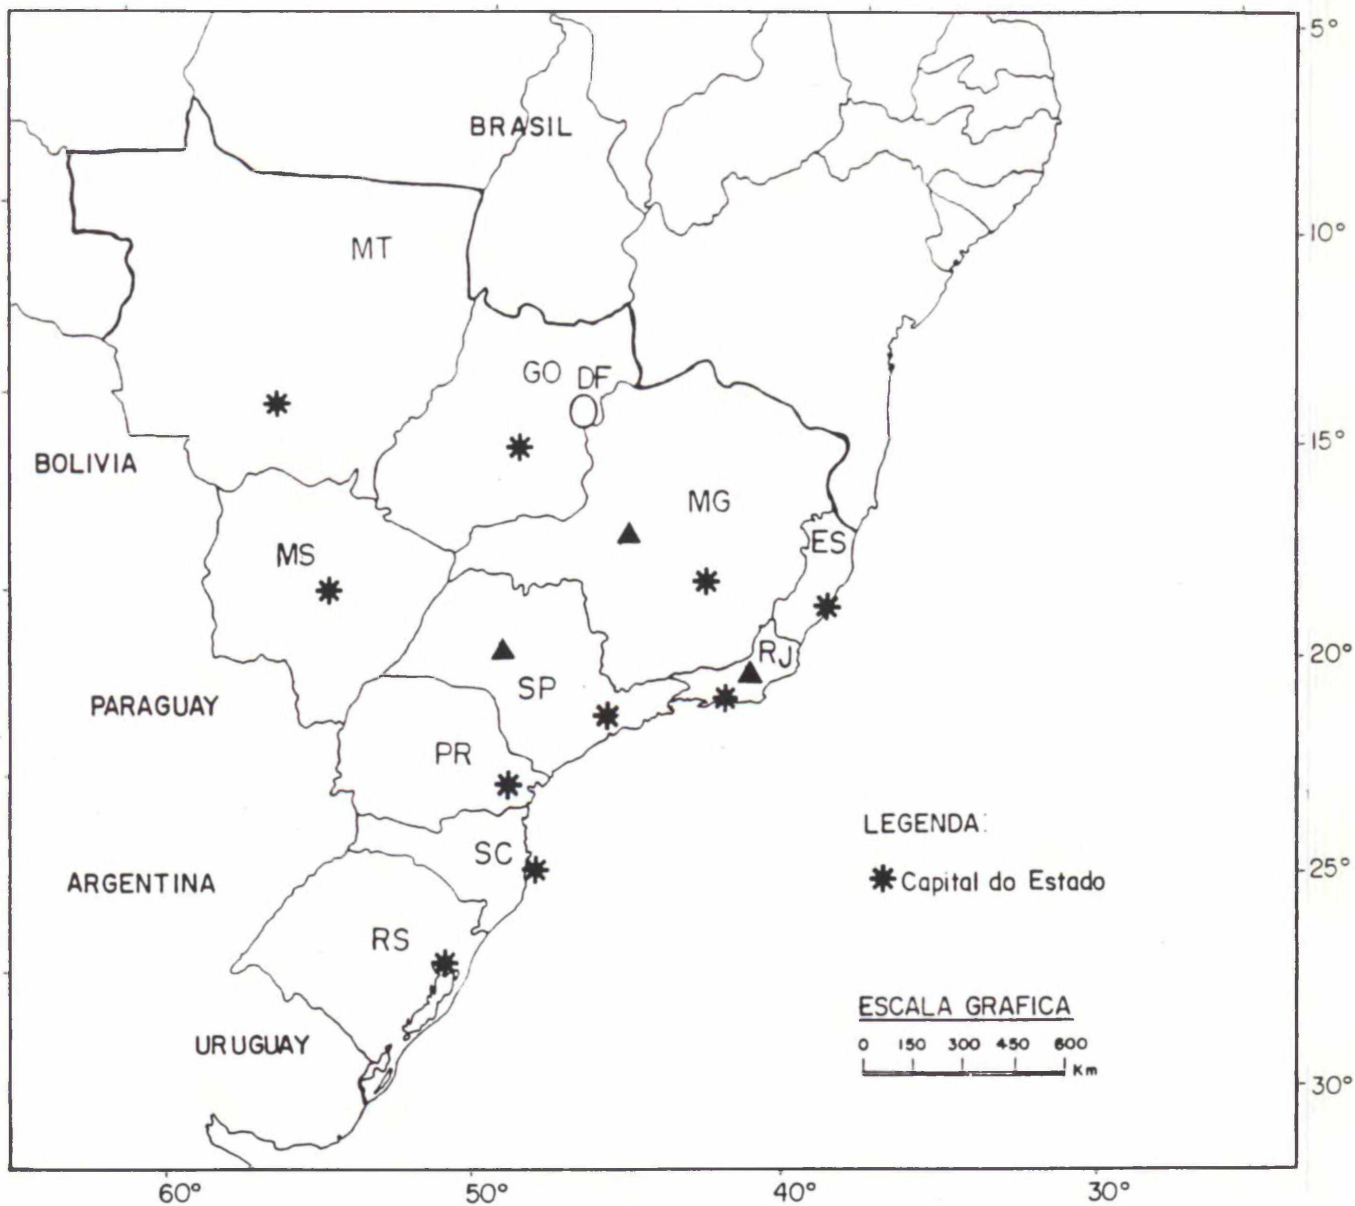 5°
BRASIL
10°
MT
GO DF
15°
BOLIVIA
MG
ES
MS
20°
RJ
SP
PARAGUAY
PR
LEGENDA:
SC
25°
Capital do Estado
ARGENTINA
RS
ESCALA GRAFICA
URUGUAY
0 150 300 450 600
Km
30°
60° 50° 40° 30°